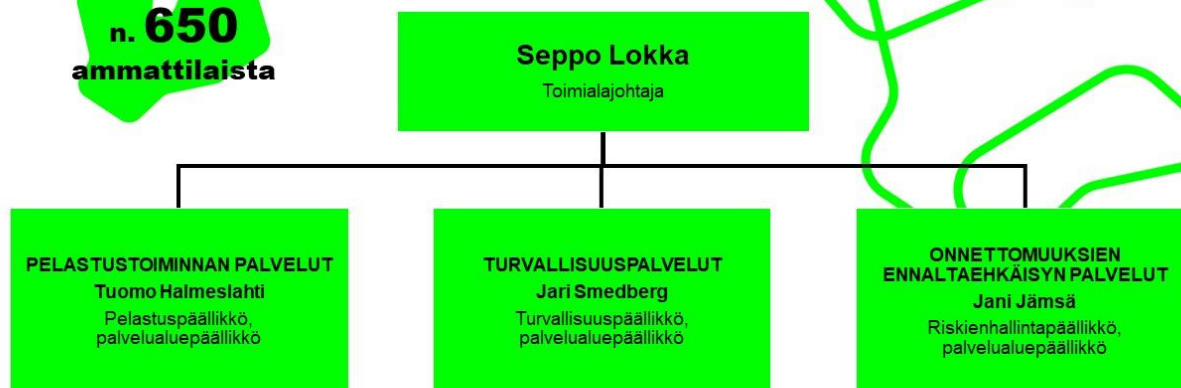 n. 650
ammattilaista
Seppo Lokka
Toimialajohtaja
PELASTUSTOIMINNAN PALVELUT
Tuomo Halmeslahti
Pelastuspäällikkö,
palvelualuepäällikkö
TURVALLISUUSPALVELUT
Jari Smedberg
Turvallisuuspäällikkö,
palvelualuepäällikkö
ONNETTOMUUKSIEN
ENNALTAEHKÄISYN PALVELUT
Jani Jämsä
Riskienhallintapäällikkö,
palvelualuepäällikkö